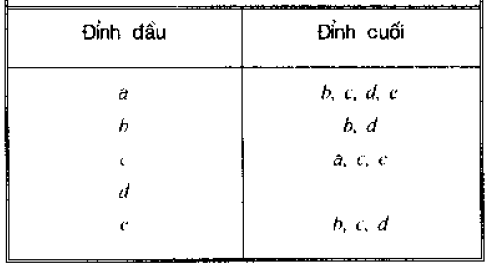 Đỉnh đầu Đỉnh cuối
a b, c, d, e
b b, d
c a, c, e
d
e b, c, d